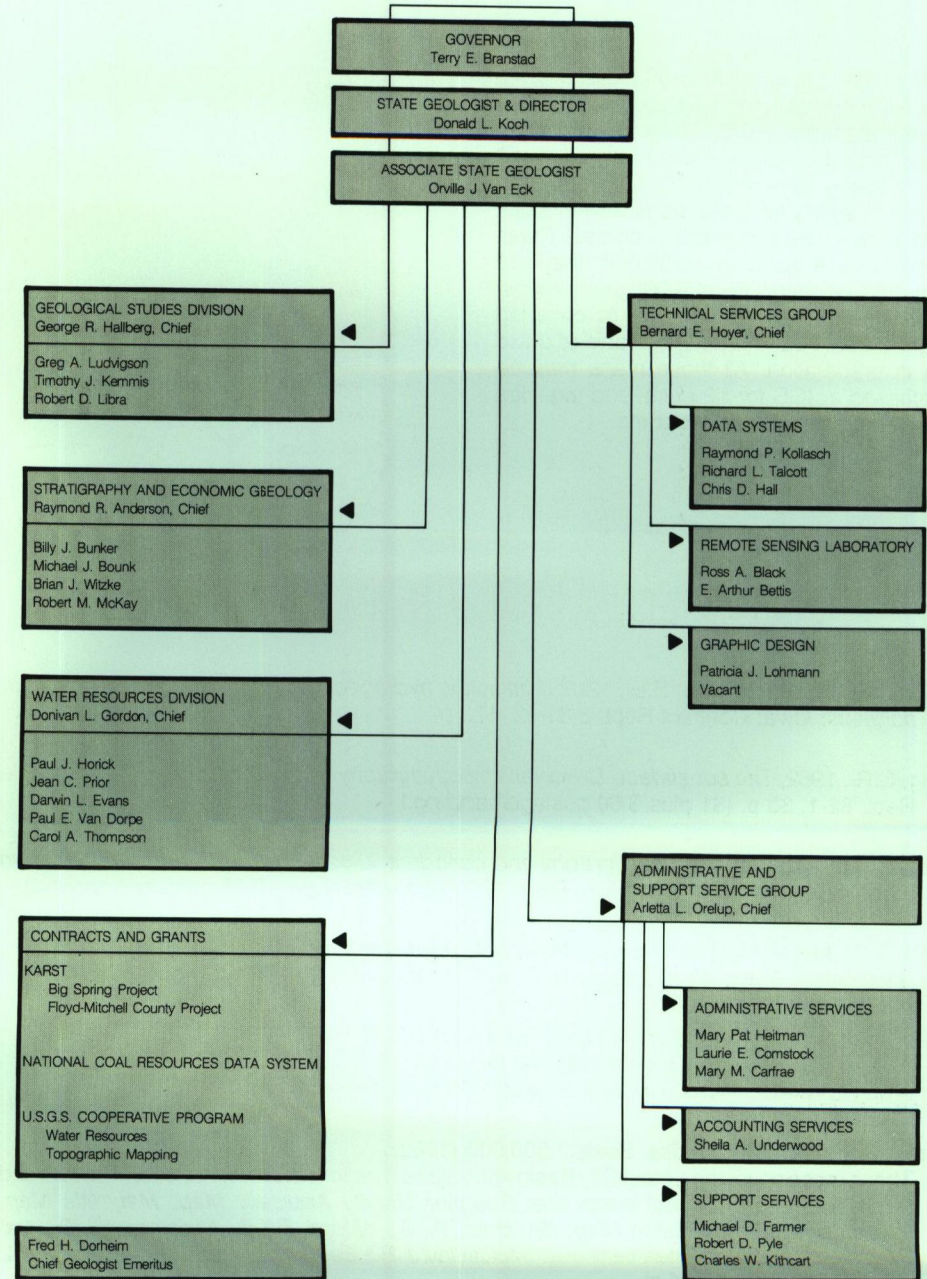 GOVERNOR
Terry E. Branstad
STATE GEOLOGIST & DIRECTOR
Donald L. Koch
ASSOCIATE STATE GEOLOGIST
Orville J Van Eck
GEOLOGICAL STUDIES DIVISION
George R. Hallberg, Chief
Greg A. Ludvigson
Timothy J. Kemmis
Robert D. Libra
STRATIGRAPHY AND ECONOMIC GBEOLOGY
Raymond R. Anderson, Chief
Billy J. Bunker
Michael J. Bounk
Brian J. Witzke
Robert M. McKay
WATER RESOURCES DIVISION
Donivan L. Gordon, Chief
Paul J. Horick
Jean C. Prior
Darwin L. Evans
Paul E. Van Dorpe
Carol A. Thompson
CONTRACTS AND GRANTS
KARST
Big Spring Project
Floyd-Mitchell County Project
NATIONAL COAL RESOURCES DATA SYSTEM
U.S.G.S. COOPERATIVE PROGRAM
Water Resources
Topographic Mapping
Fred H. Dorheim
Chief Geologist Emeritus
TECHNICAL SERVICES GROUP
Bernard E. Hoyer, Chief
DATA SYSTEMS
Raymond P. Kollasch
Richard L. Talcott
Chris D. Hall
REMOTE SENSING LABORATORY
Ross A. Black
E. Arthur Bettis
GRAPHIC DESIGN
Patricia J. Lohmann
Vacant
ADMINISTRATIVE AND
SUPPORT SERVICE GROUP
Arletta L. Orelup, Chief
ADMINISTRATIVE SERVICES
Mary Pat Heitman
Laurie E. Comstock
Mary M. Carfrae
ACCOUNTING SERVICES
Sheila A. Underwood
SUPPORT SERVICES
Michael D. Farmer
Robert D. Pyle
Charles W. Kithcart